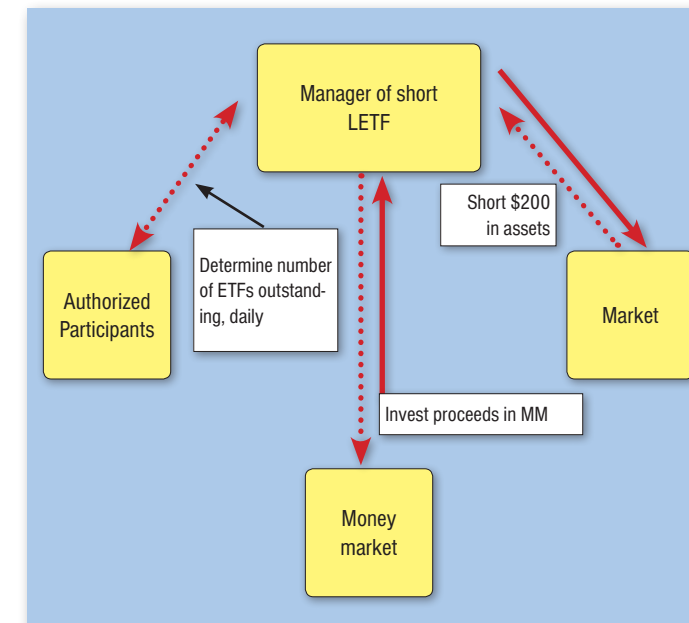 Manager of short
LETF
Short $200
in assets
Determine number
of ETFs outstand-
ing, daily
Authorized
Participants
Market
Invest proceeds in MM
Money
market